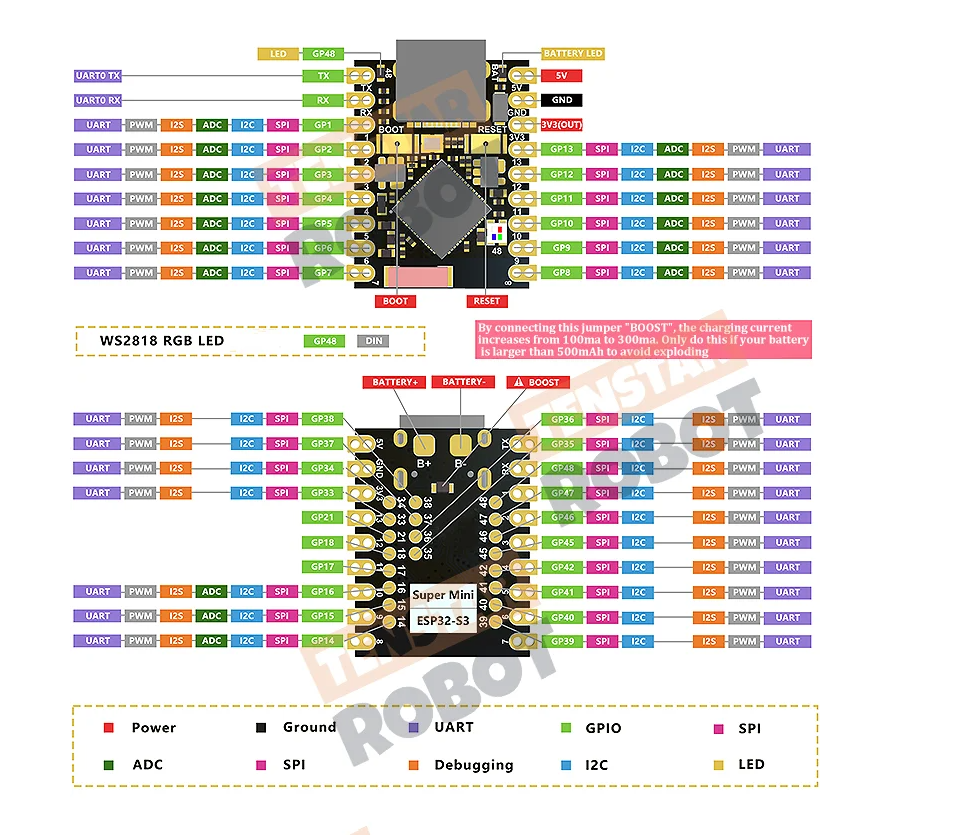 LED GP48 BATTERY LED
UART0 TX TX 5V
UART0 RX RX GND
UART PWM I2S ADC I2C SPI GP1 3V3(OUT)
UART PWM I2S ADC I2C SPI GP2 GP13 SPI I2C ADC I2S PWM UART
UART PWM I2S ADC I2C SPI GP3 GP12 SPI I2C ADC I2S PWM UART
UART PWM I2S ADC I2C SPI GP4 GP11 SPI I2C ADC I2S PWM UART
UART PWM I2S ADC I2C SPI GP5 GP10 SPI I2C ADC I2S PWM UART
UART PWM I2S ADC I2C SPI GP6 GP9 SPI I2C ADC I2S PWM UART
UART PWM I2S ADC I2C SPI GP7 GP8 SPI I2C ADC I2S PWM UART
48 BAT
TX 5V
RX GND
BOOT RESET
1 3V3
2 13
3 12
4 11
5 10
6 9
7 8
48
BOOT RESET
TENSTAR
ROBOT
WS2818 RGB LED GP48 DIN
By connecting this jumper "BOOST", the charging current
increases from 100ma to 300ma. Only do this if your battery
is larger than 500mAh to avoid exploding
TENSTAR
ROBOT
BATTERY+ BATTERY- BOOST
UART PWM I2S I2C SPI GP38 GP36 SPI I2C I2S PWM UART
UART PWM I2S I2C SPI GP37 GP35 SPI I2C I2S PWM UART
UART PWM I2S I2C SPI GP34 GP48 SPI I2C I2S PWM UART
UART PWM I2S I2C SPI GP33 GP47 SPI I2C I2S PWM UART
GP21 GP46 SPI I2C I2S PWM UART
GP18 GP45 SPI I2C I2S PWM UART
GP17 GP42 SPI I2C I2S PWM UART
UART PWM I2S ADC I2C SPI GP16 GP41 SPI I2C I2S PWM UART
UART PWM I2S ADC I2C SPI GP15 GP40 SPI I2C I2S PWM UART
UART PWM I2S ADC I2C SPI GP14 GP39 SPI I2C I2S PWM UART
5V TX
B+ B-
GND RX
3V3 34 38 48 1
13 33 37 47 2
12 21 36 46
18 35 45
11 17 42 4
10 16 41 5
9 15 40 6
14 39
8 7
Super Mini
ESP32-S3
TENSTAR
ROBOT
Power Ground UART GPIO SPI
ADC SPI Debugging I2C LED